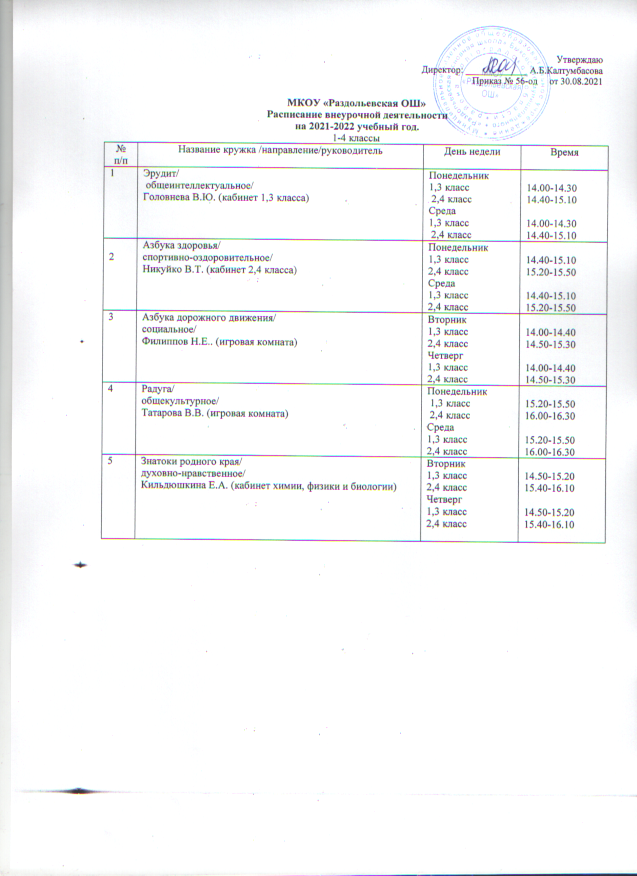 Утверждаю
Директор: А.Б.Калтумбасова
Приказ № 56-од от 30.08.2021
МКОУ «Раздольевская ОШ»
Расписание внеурочной деятельности
на 2021-2022 учебный год.
1-4 классы
№ п/п Название кружка /направление/руководитель День недели Время
1 Эрудит/ Понедельник
общеинтеллектуальное/ 1,3 класс 14.00-14.30
Головнева В.Ю. (кабинет 1,3 класса) 2,4 класс 14.40-15.10
Среда
1,3 класс 14.00-14.30
2,4 класс 14.40-15.10
Азбука здоровья/ Понедельник
2 спортивно-оздоровительное/ 1,3 класс 14.40-15.10
Никуйко В.Т. (кабинет 2,4 класса) 2,4 класс 15.20-15.50
Среда
1,3 класс 14.40-15.10
2,4 класс 15.20-15.50
3 Азбука дорожного движения/ Вторник
социальное/ 1,3 класс 14.00-14.40
Филиппов Н.Е.. (игровая комната) 2,4 класс 14.50-15.30
Четверг
1,3 класс 14.00-14.40
2,4 класс 14.50-15.30
4 Радуга/ Понедельник
общекультурное/ 1,3 класс 15.20-15.50
Татарова В.В. (игровая комната) 2,4 класс 16.00-16.30
Среда
1,3 класс 15.20-15.50
2,4 класс 16.00-16.30
5 Знатоки родного края/ Вторник
духовно-нравственное/ 1,3 класс 14.50-15.20
Кильдюшкина Е.А. (кабинет химии, физики и биологии) 2,4 класс 15.40-16.10
Четверг
1,3 класс 14.50-15.20
2,4 класс 15.40-16.10